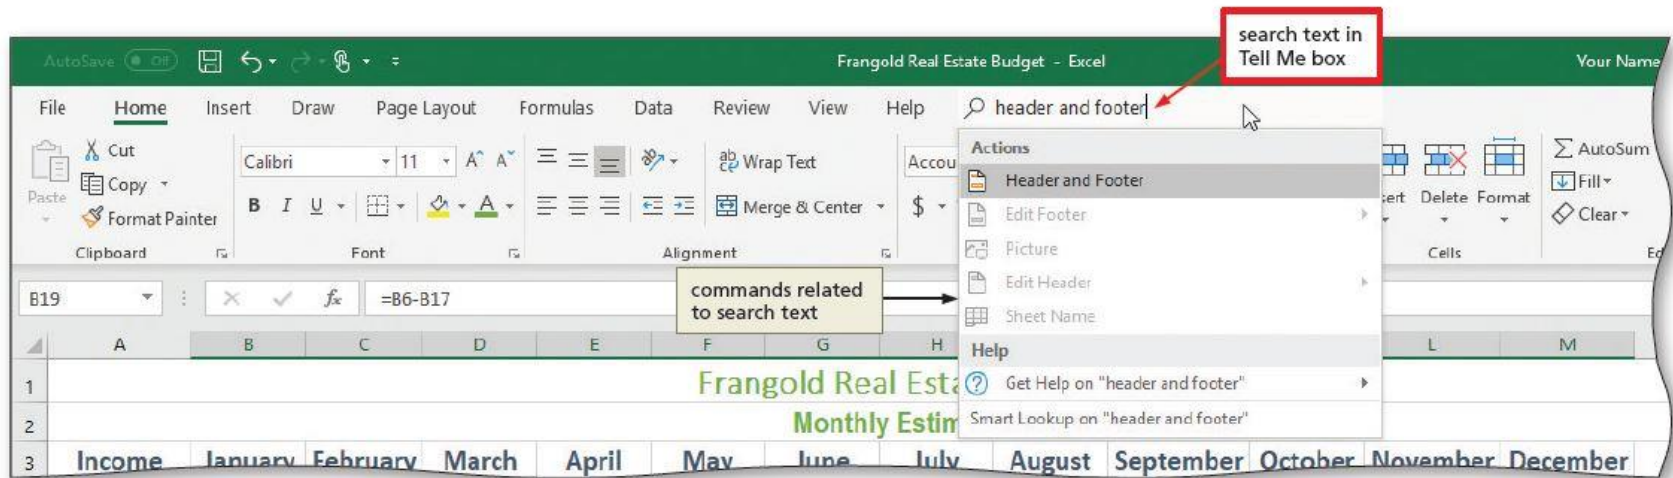 search text in
Tell Me box
AutoSave Off
Frangold Real Estate Budget - Excel
Your Name
File Home Insert Draw Page Layout Formulas Data Review View Help header and footer
Paste
Cut
Copy
Format Painter
Clipboard
Calibri 11 A^ Aˇ
B I U A
Font
ab Wrap Text
Merge & Center
Alignment
Accou
$
Actions
Header and Footer
Edit Footer
Picture
Edit Header
Sheet Name
Help
Get Help on "header and footer"
Smart Lookup on "header and footer"
ert Delete Format
Cells
∑ AutoSum
Fill
Clear
Ed
commands related
to search text
B19 fx =B6-B17
A B C D E F G H L M
1 Frangold Real Esta
2 Monthly Estim
3 Income January February March April May June July August September October November December